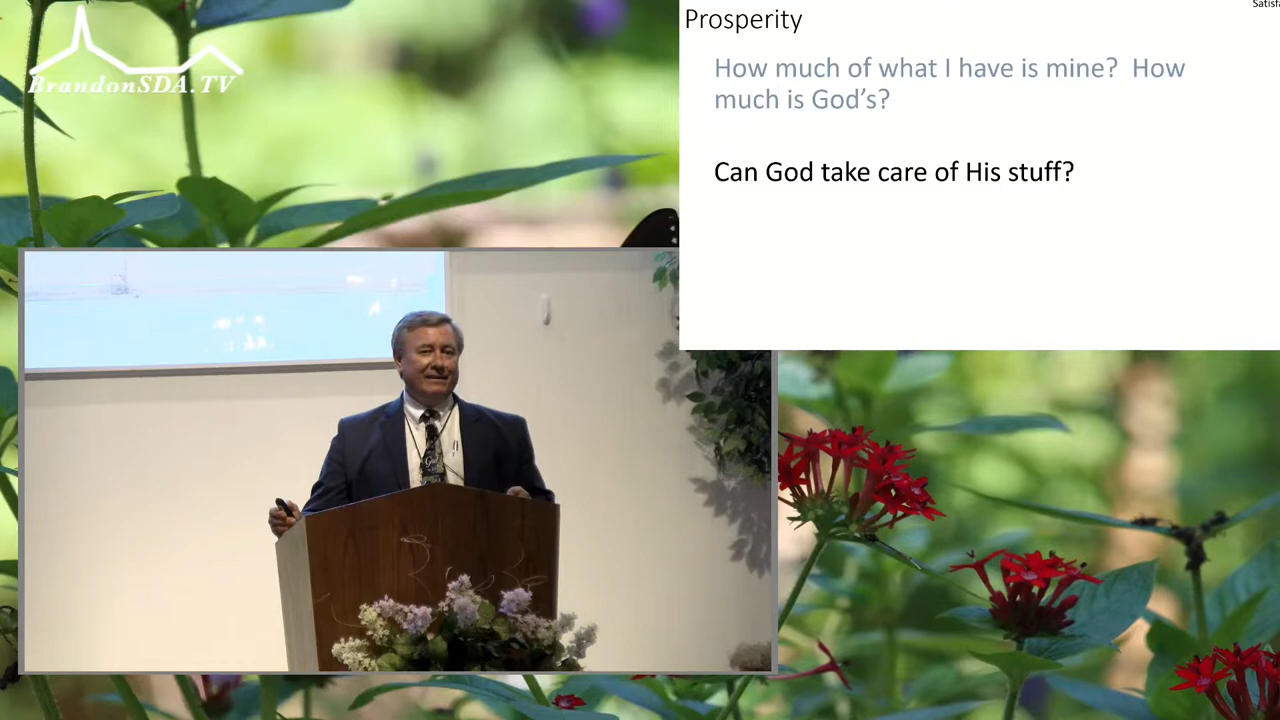 BrandonSDA.TV
Prosperity
How much of what I have is mine?  How
much is God's?
Can God take care of His stuff?